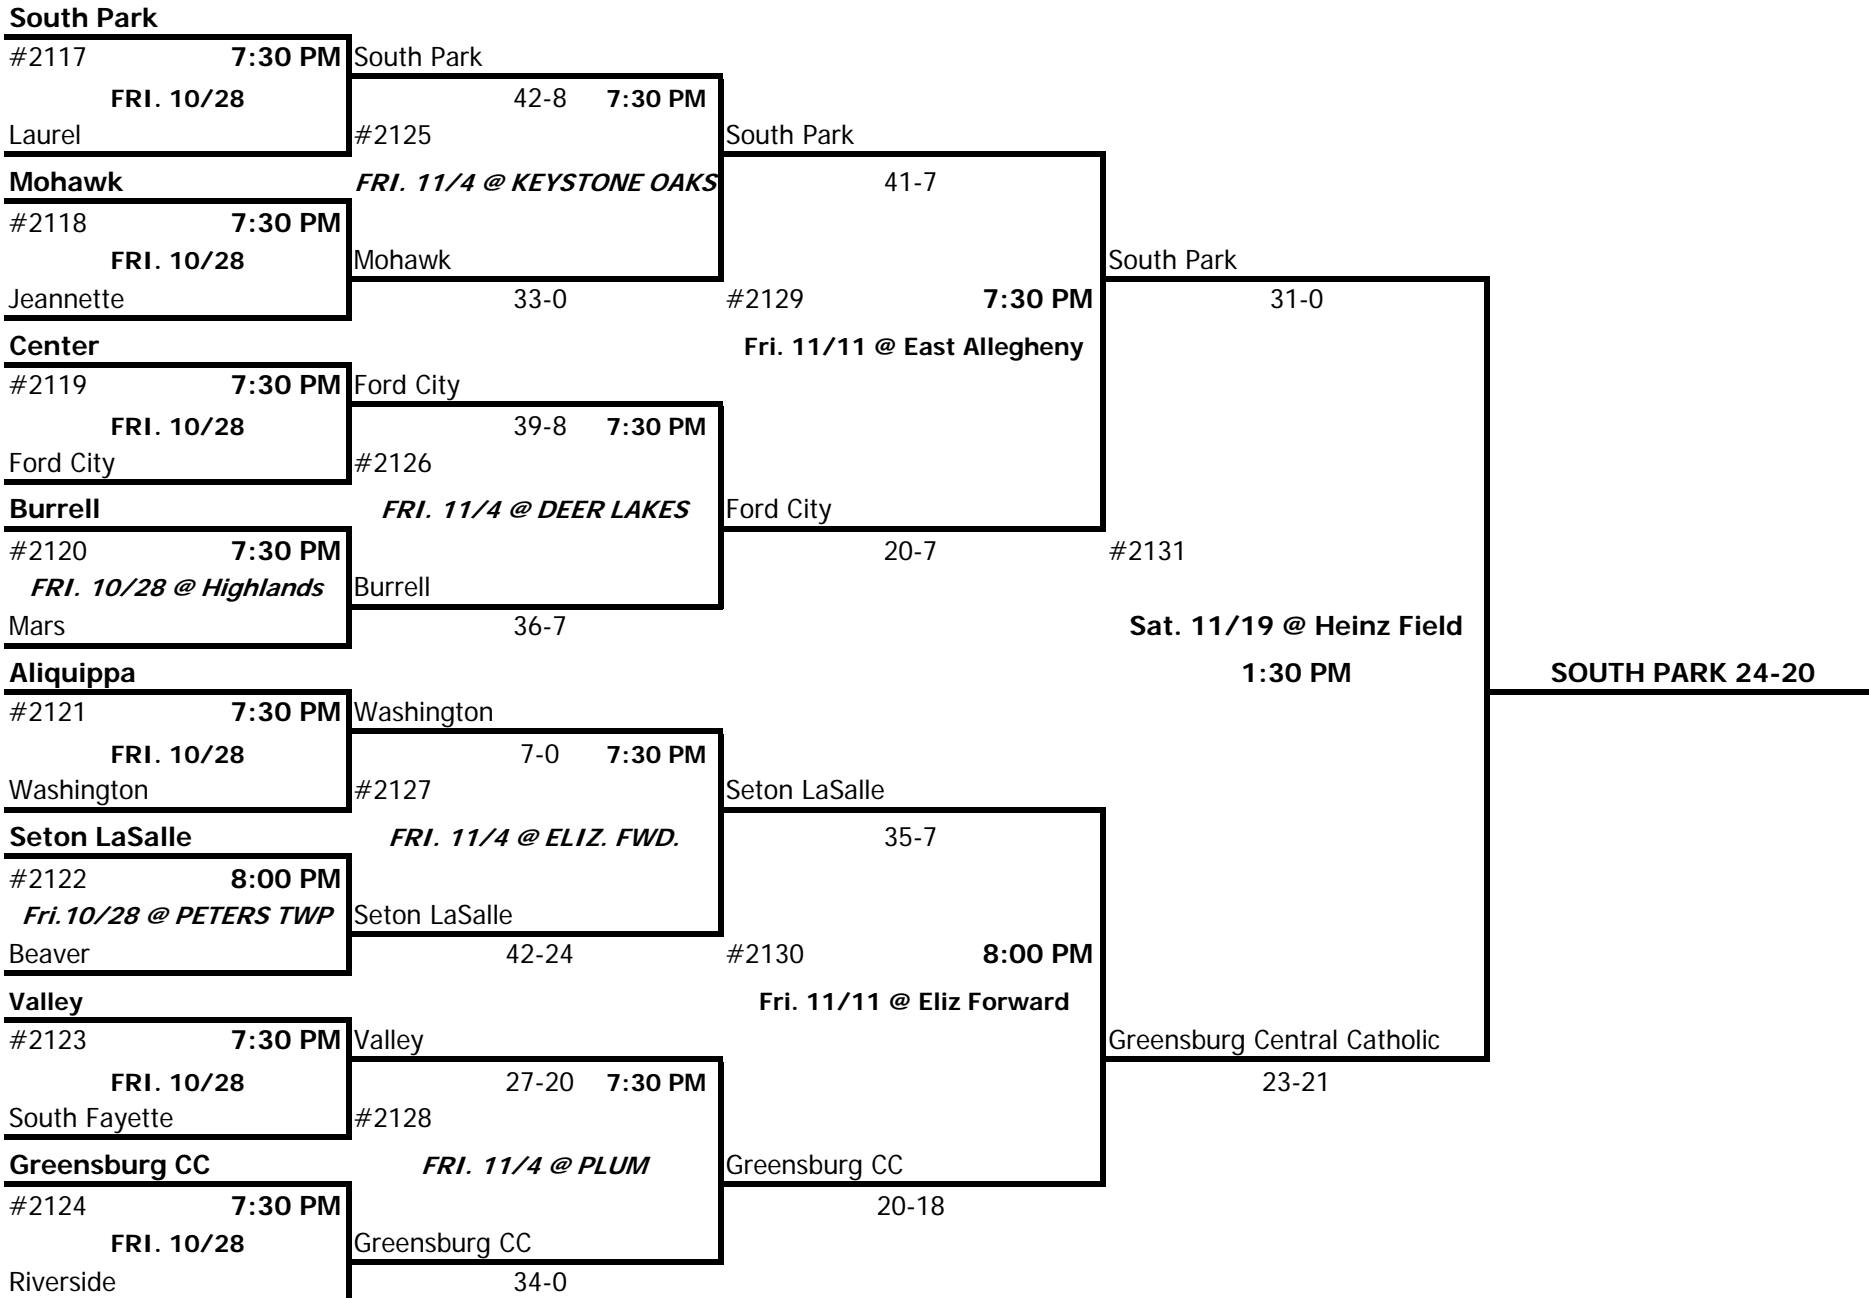 South Park
#2117 7:30 PM South Park
FRI. 10/28 42-8 7:30 PM
Laurel #2125 South Park
Mohawk FRI. 11/4 @ KEYSTONE OAKS 41-7
#2118 7:30 PM
FRI. 10/28 Mohawk South Park
Jeannette 33-0 #2129 7:30 PM 31-0
Center Fri. 11/11 @ East Allegheny
#2119 7:30 PM Ford City
FRI. 10/28 39-8 7:30 PM
Ford City #2126
Burrell FRI. 11/4 @ DEER LAKES Ford City
#2120 7:30 PM 20-7 #2131
FRI. 10/28 @ Highlands Burrell
Mars 36-7 Sat. 11/19 @ Heinz Field
Aliquippa 1:30 PM SOUTH PARK 24-20
#2121 7:30 PM Washington
FRI. 10/28 7-0 7:30 PM
Washington #2127 Seton LaSalle
Seton LaSalle FRI. 11/4 @ ELIZ. FWD. 35-7
#2122 8:00 PM
Fri.10/28 @ PETERS TWP Seton LaSalle
Beaver 42-24 #2130 8:00 PM
Valley Fri. 11/11 @ Eliz Forward
#2123 7:30 PM Valley Greensburg Central Catholic
FRI. 10/28 27-20 7:30 PM 23-21
South Fayette #2128
Greensburg CC FRI. 11/4 @ PLUM Greensburg CC
#2124 7:30 PM 20-18
FRI. 10/28 Greensburg CC
Riverside 34-0